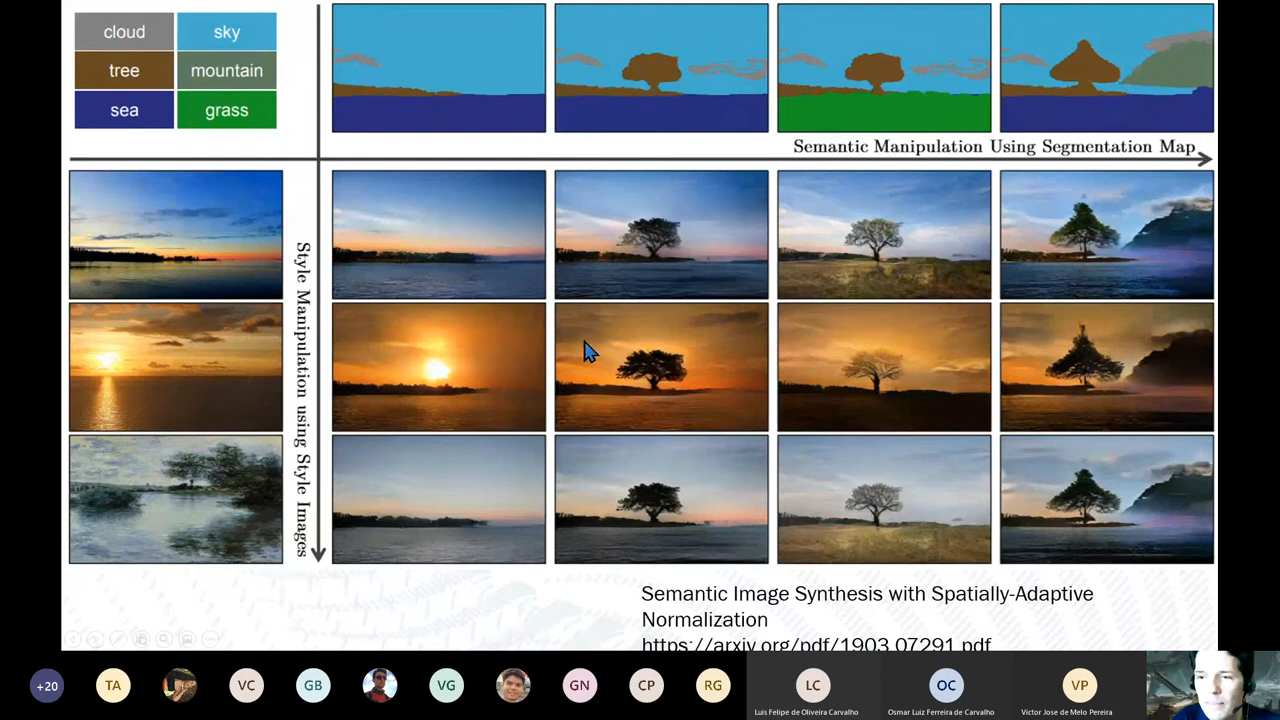 cloud sky
tree mountain
sea grass
Semantic Manipulation Using Segmentation Map
Style Manipulation using Style Images
Semantic Image Synthesis with Spatially-Adaptive
Normalization
https://arxiv.org/pdf/1903.07291.pdf
+20 TA VC GB VG GN CP RG LC OC VP
Luis Felipe de Oliveira Carvalho Osmar Luiz Ferreira de Carvalho Victor Jose de Melo Pereira